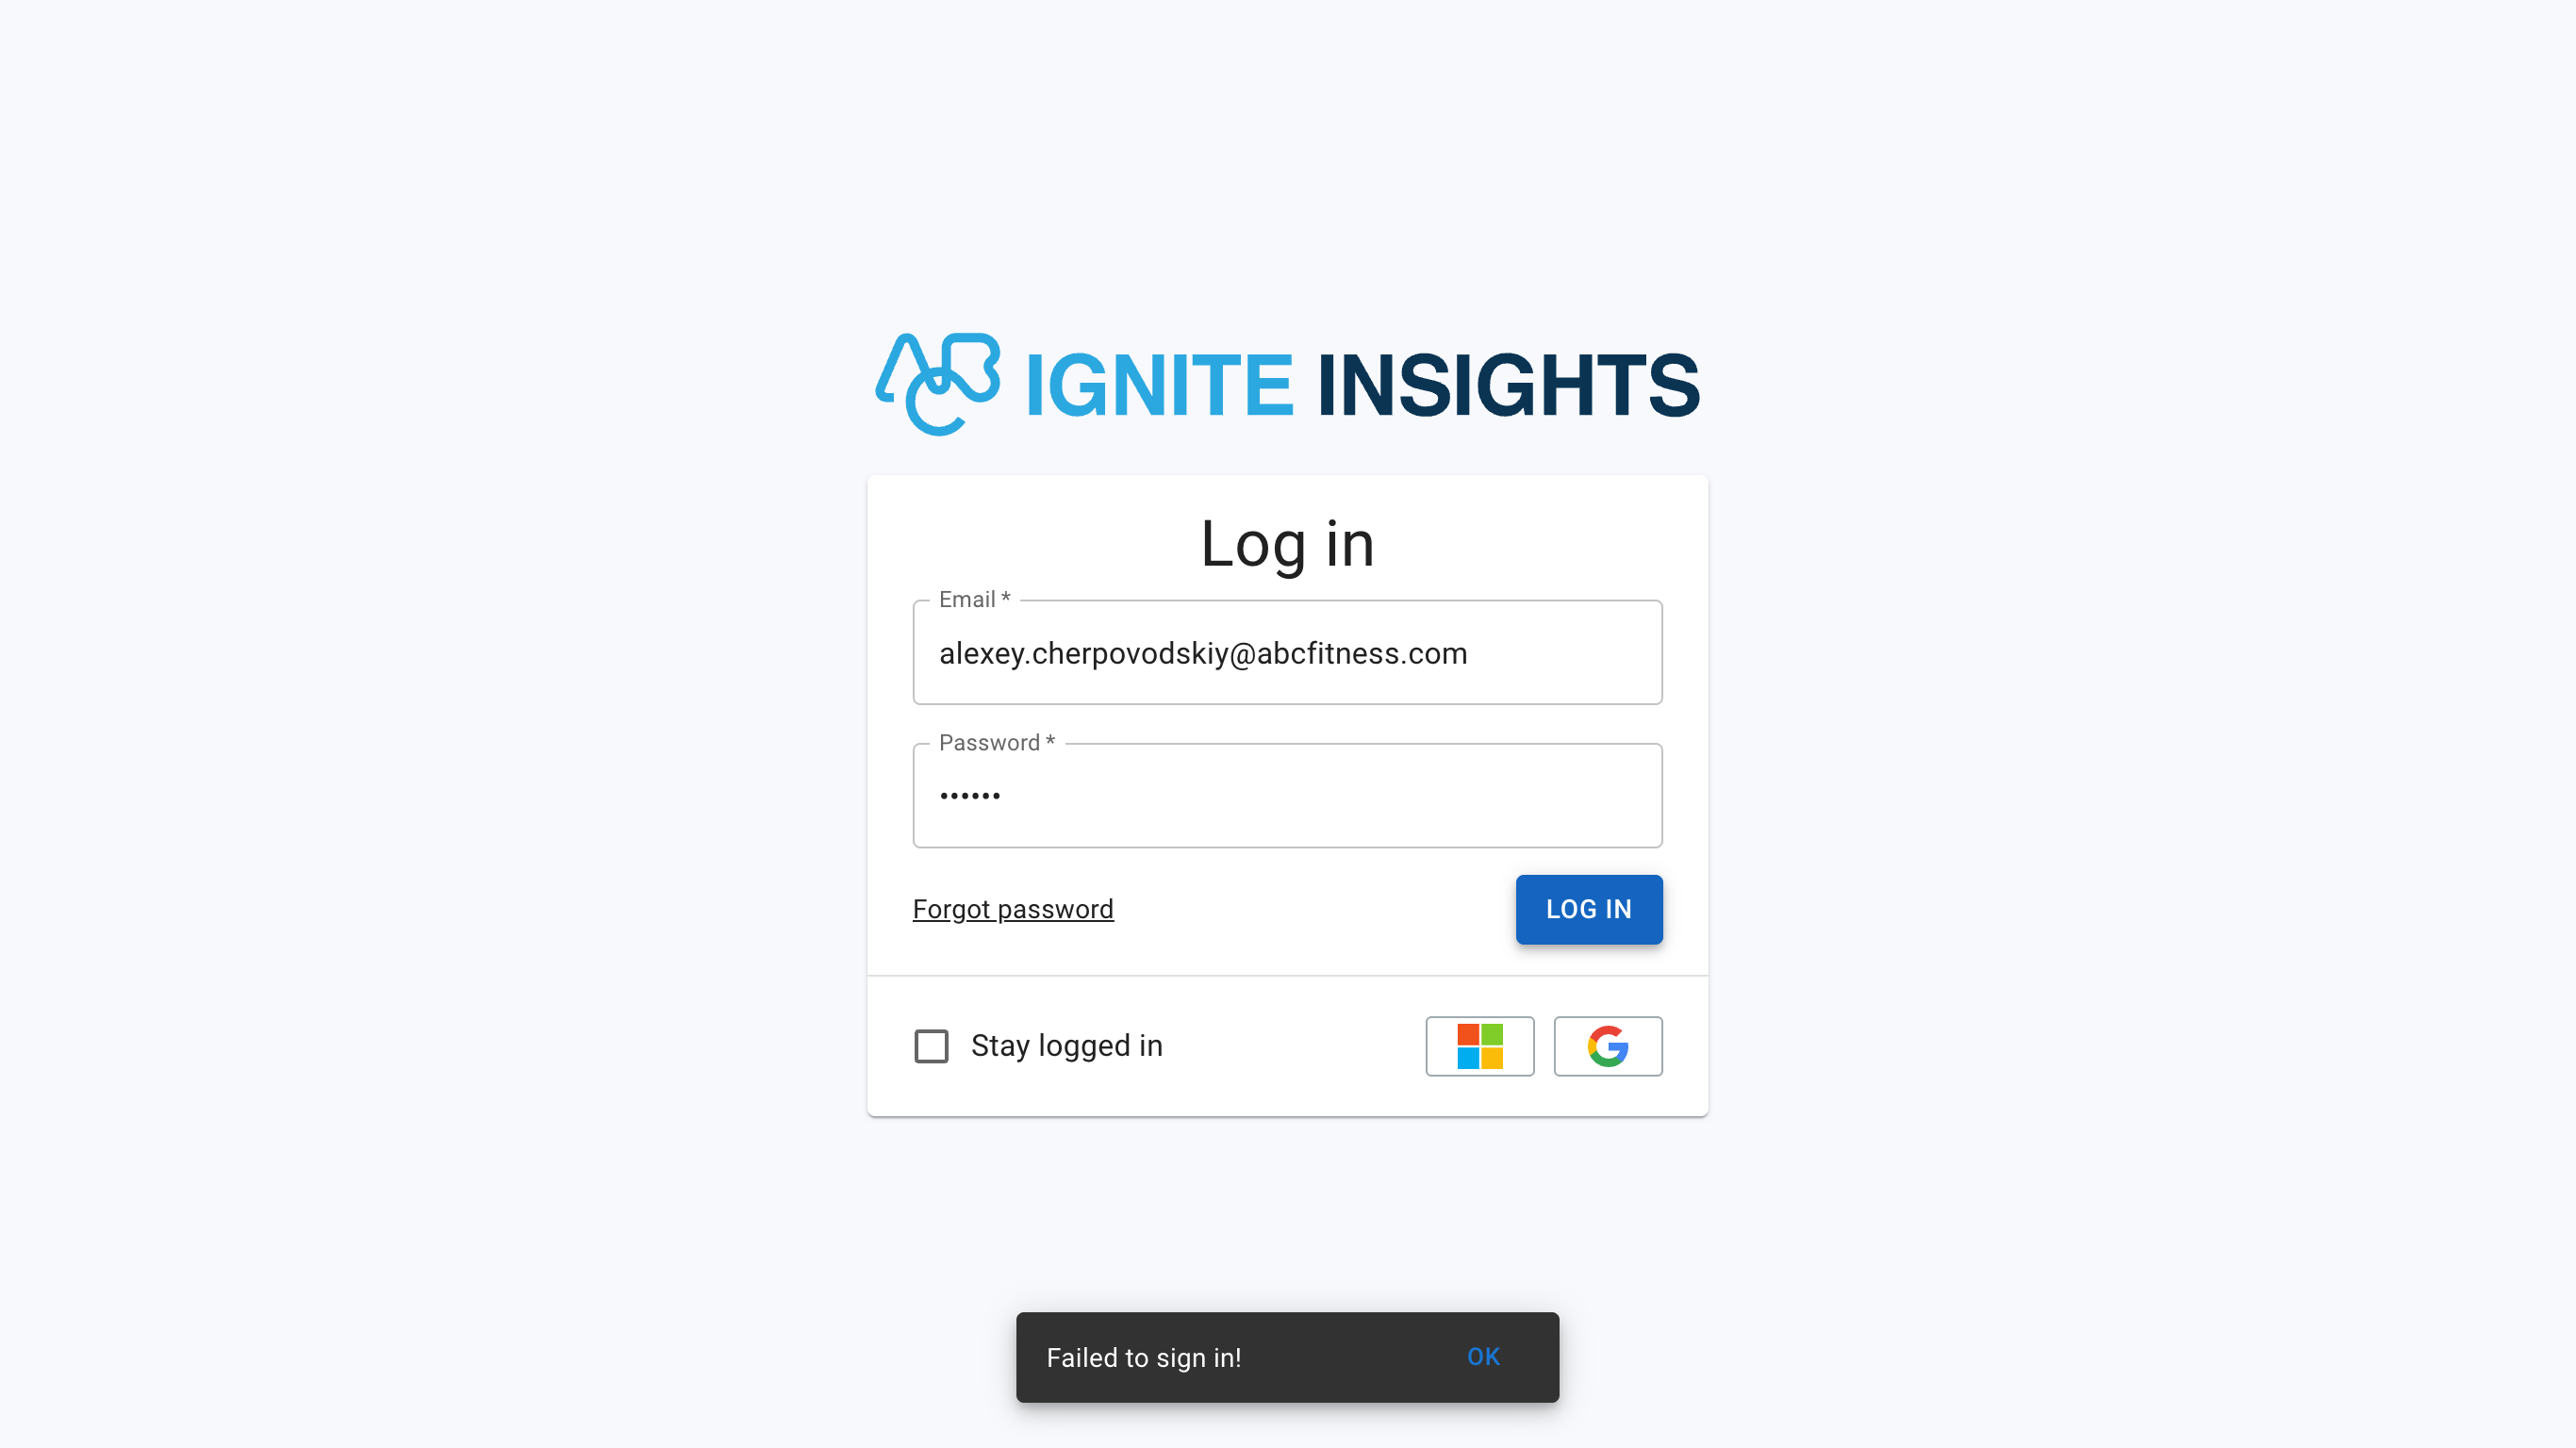 ABC IGNITE INSIGHTS
Log in
Email *
alexey.cherpovodskiy@abcfitness.com
Password *
••••••
Forgot password
LOG IN
Stay logged in
Failed to sign in!
OK